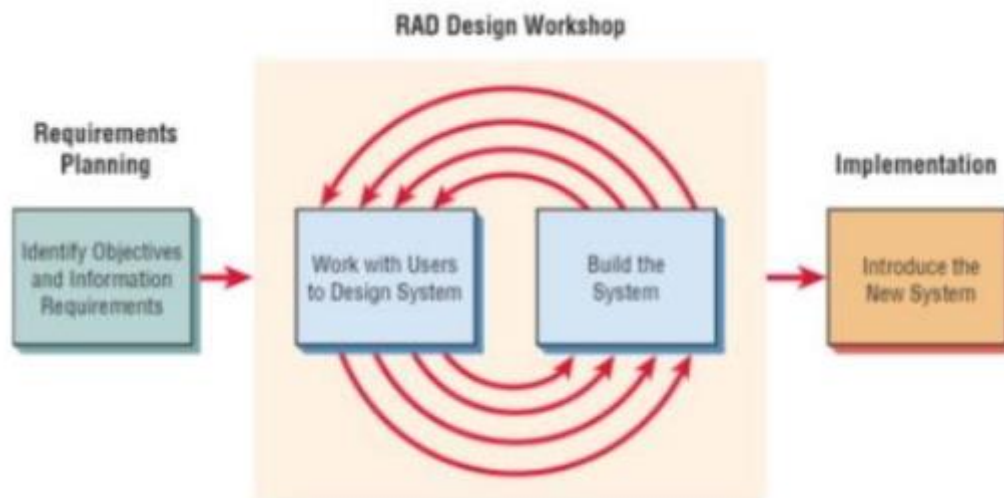 RAD Design Workshop
Requirements
Planning
Identify Objectives
and Information
Requirements
Work with Users
to Design System
Build the
System
Implementation
Introduce the
New System